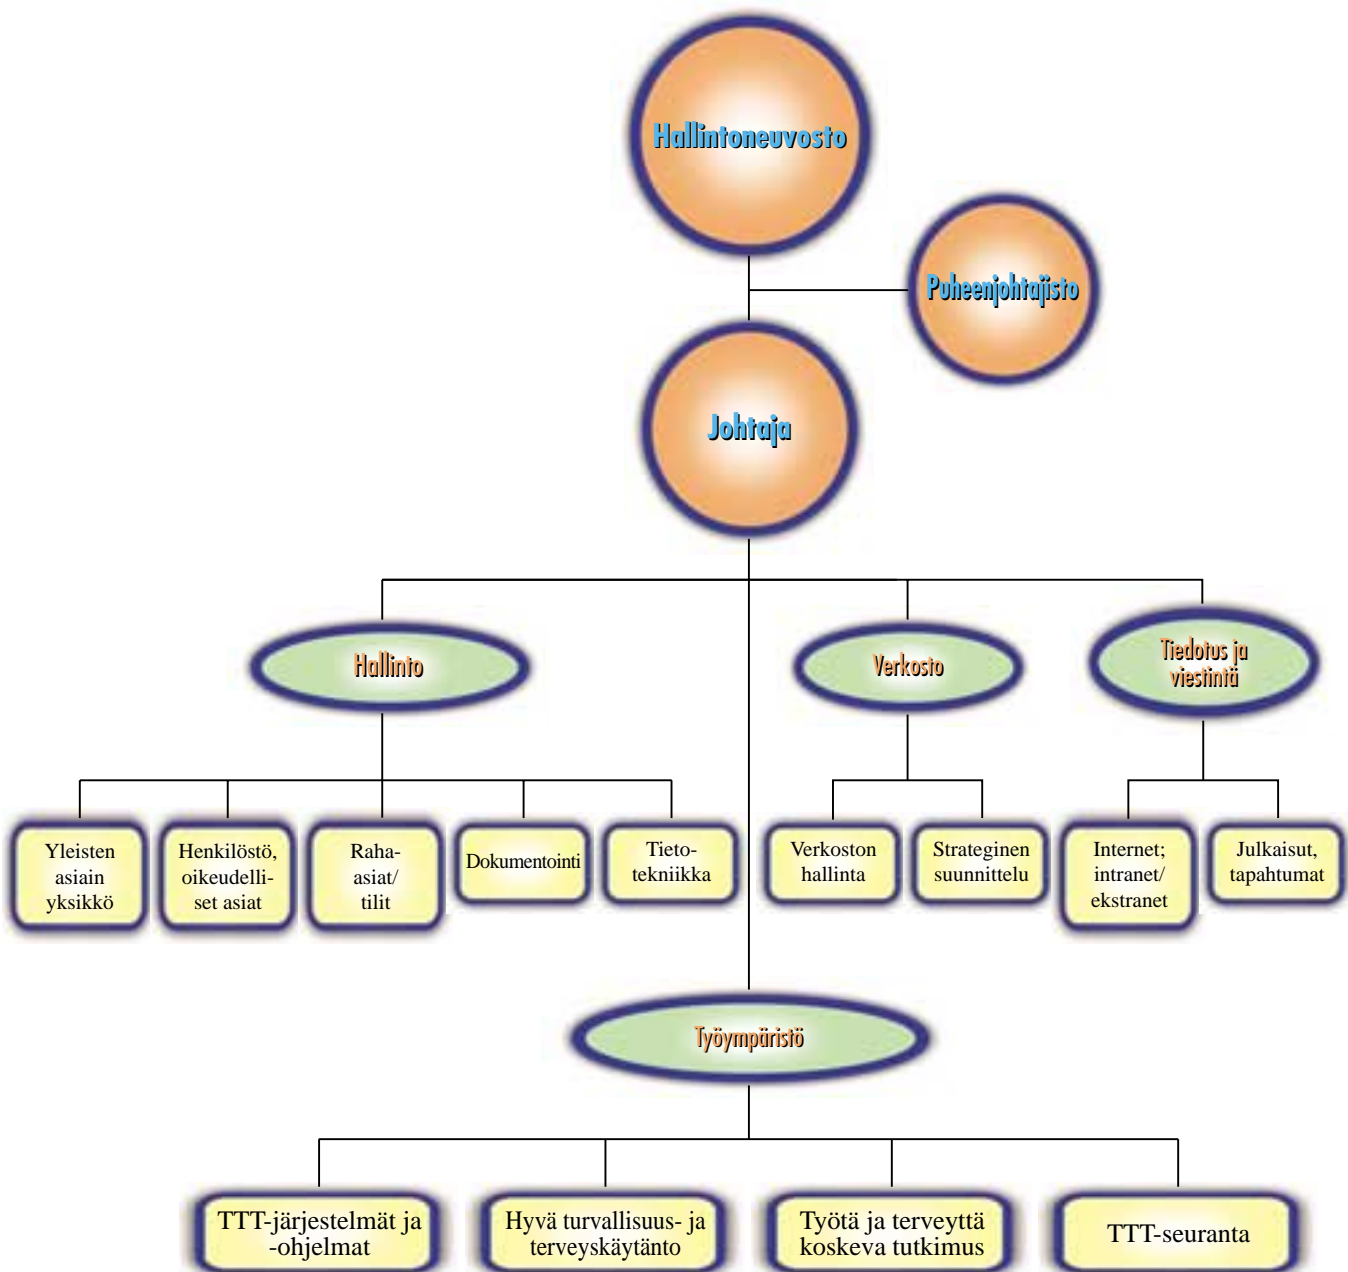 Hallintoneuvosto
Puheenjohtajisto
Johtaja
Hallinto
Verkosto
Tiedotus ja
viestintä
Yleisten
asiain
yksikkö
Henkilöstö,
oikeudelli-
set asiat
Raha-
asiat/
tilit
Dokumentointi
Tieto-
tekniikka
Verkoston
hallinta
Strateginen
suunnittelu
Internet;
intranet/
ekstranet
Julkaisut,
tapahtumat
Työympäristö
TTT-järjestelmät ja
-ohjelmat
Hyvä turvallisuus- ja
terveyskäytänto
Työtä ja terveyttä
koskeva tutkimus
TTT-seuranta